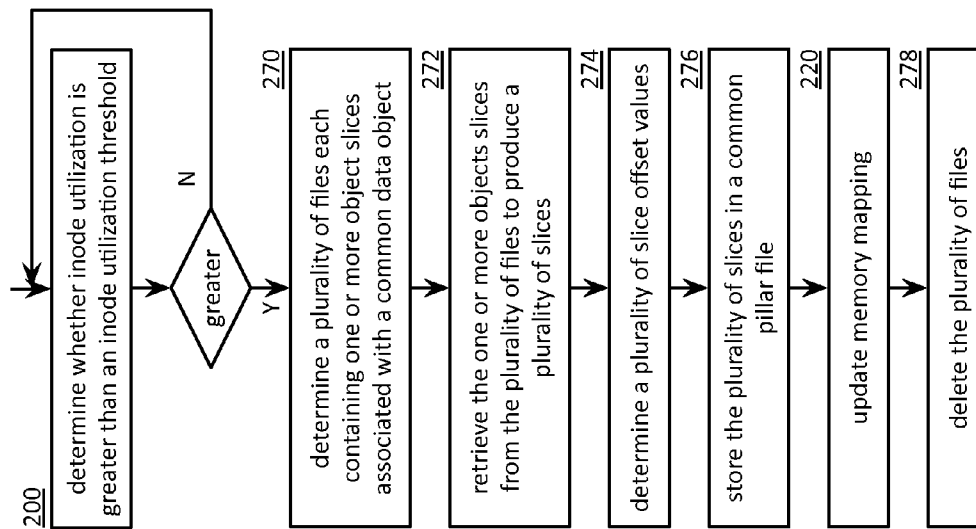 200
determine whether inode utilization is
greater than an inode utilization threshold
greater
N
Y
270
determine a plurality of files each
containing one or more object slices
associated with a common data object
272
retrieve the one or more objects slices
from the plurality of files to produce a
plurality of slices
274
determine a plurality of slice offset values
276
store the plurality of slices in a common
pillar file
220
update memory mapping
278
delete the plurality of files